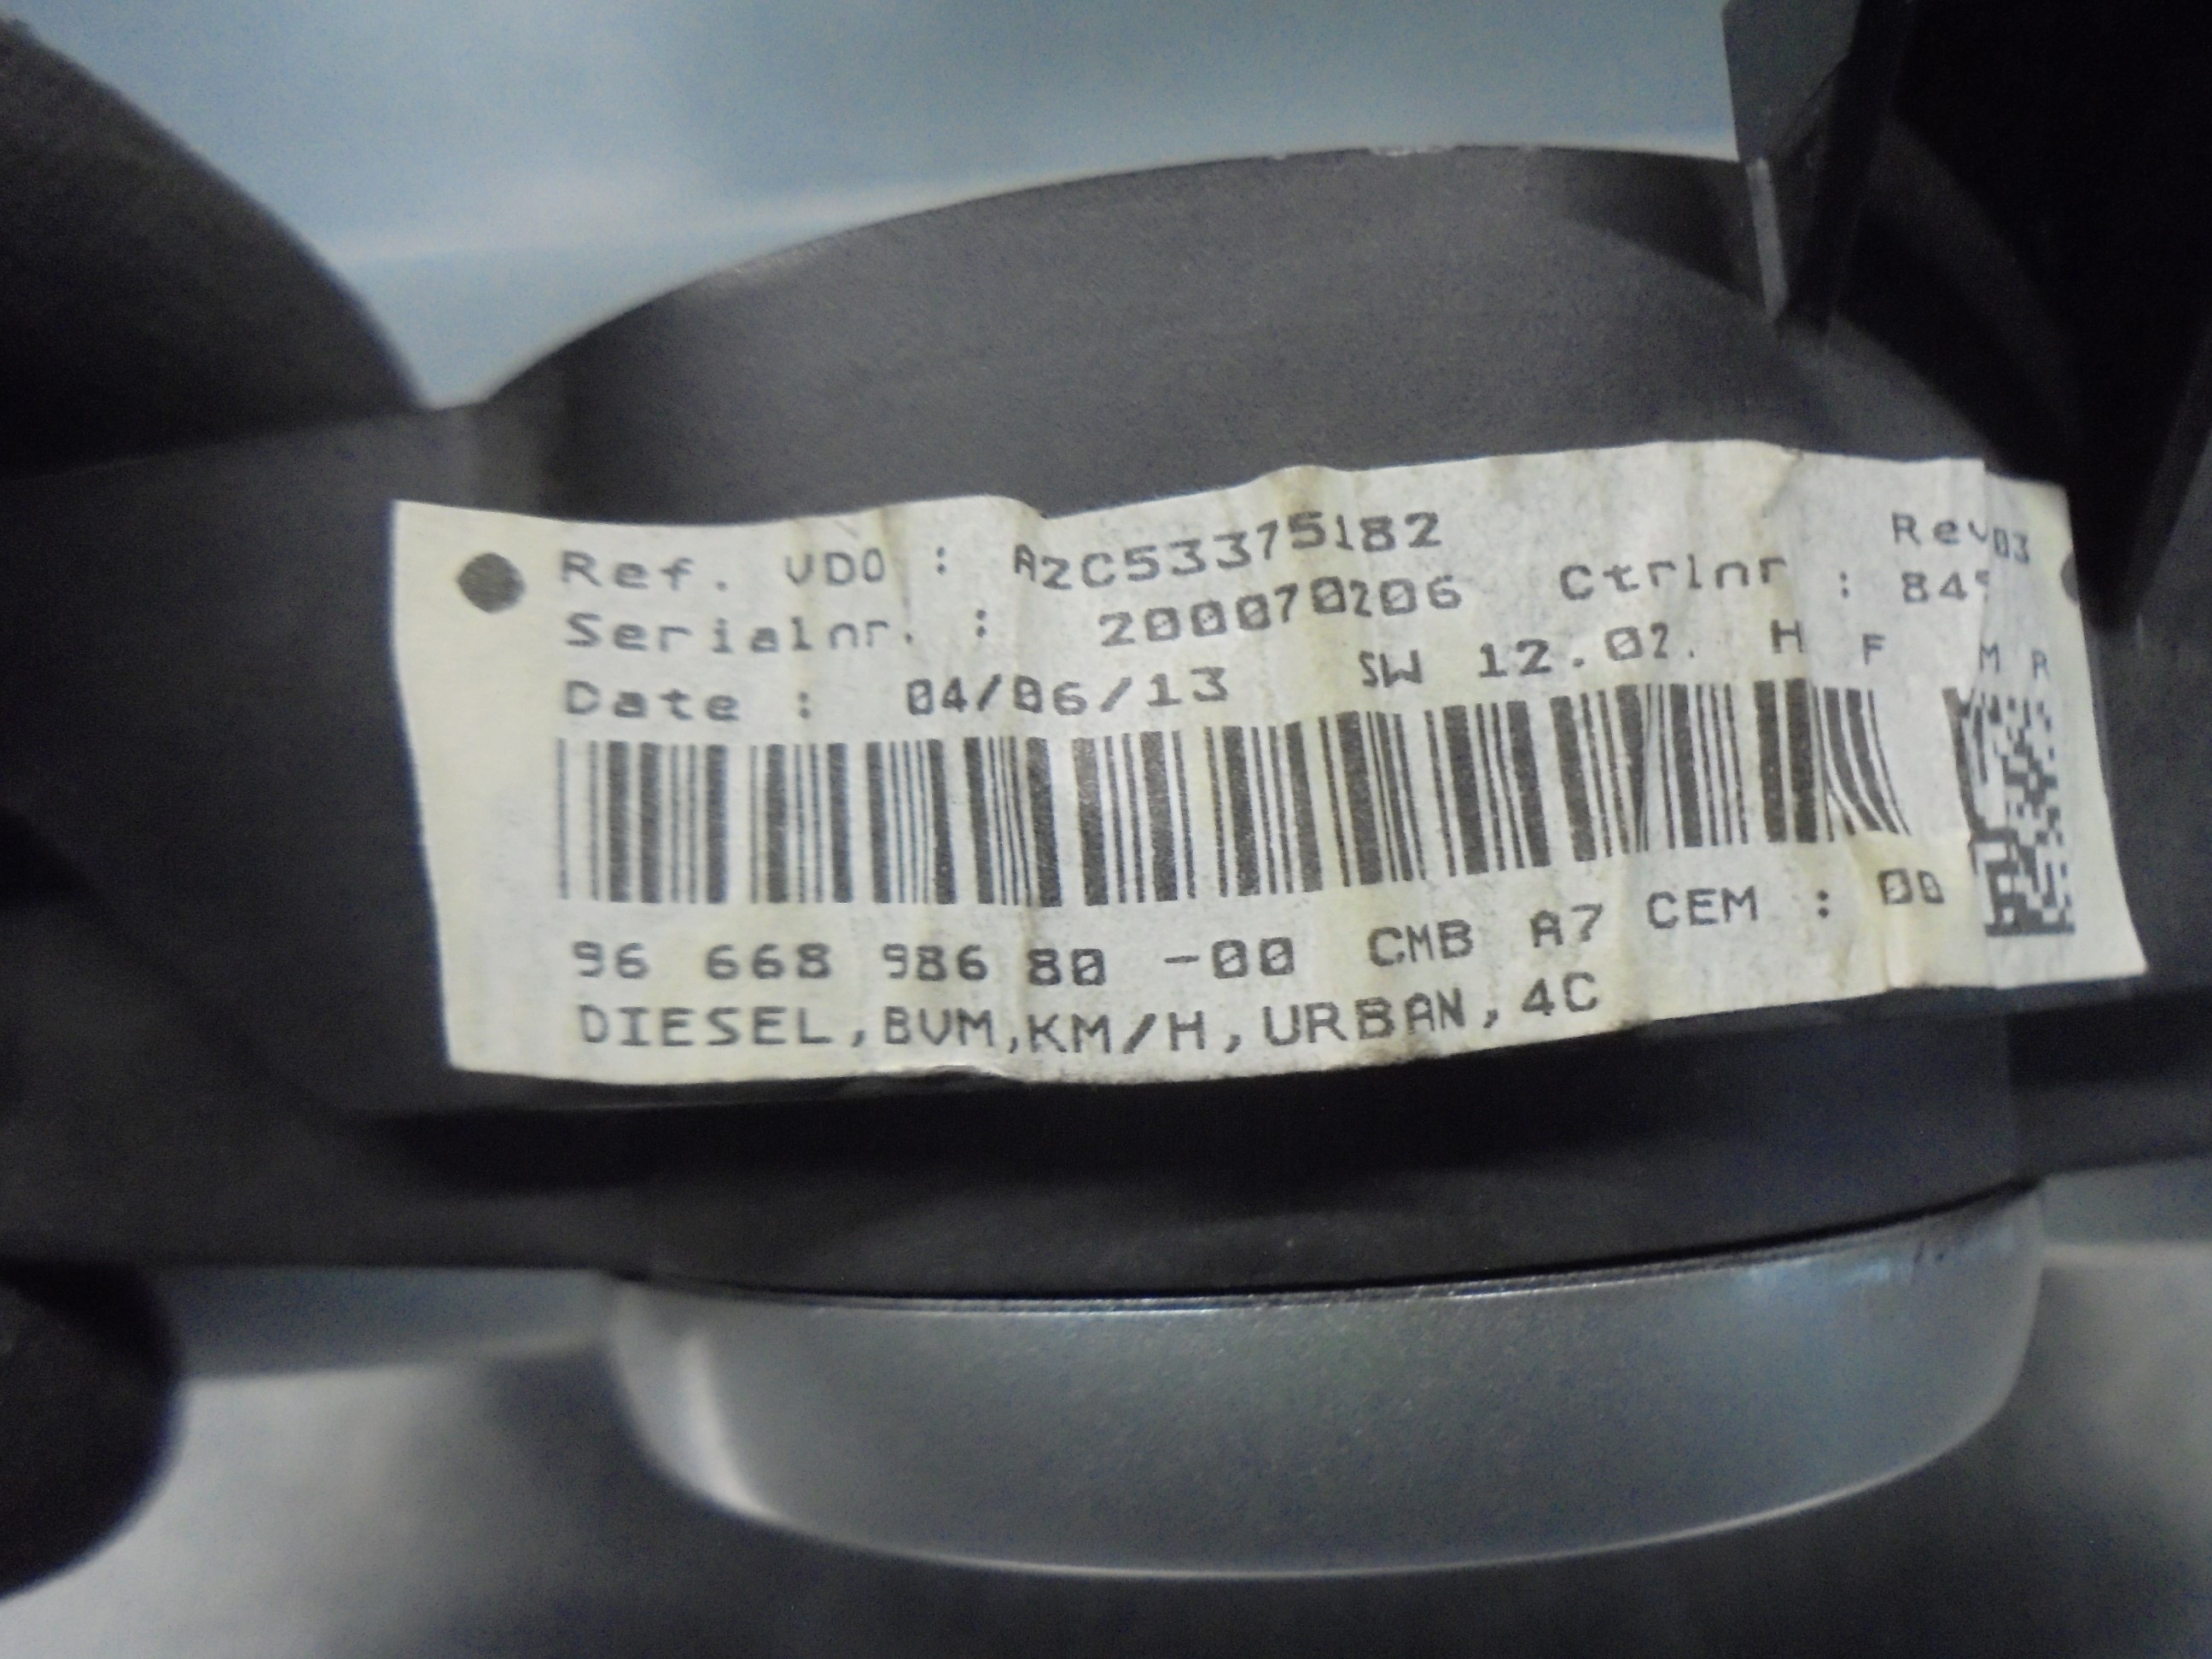 Ref. VDO : A2C53375182 Rev03
Serialnr. : 200070206 Ctrlnr :
Date : 04/06/13 SW 12.02. H F M R
96 668 986 80 -00 CMB A7 CEM : 00
DIESEL,BVM,KM/H,URBAN,4C